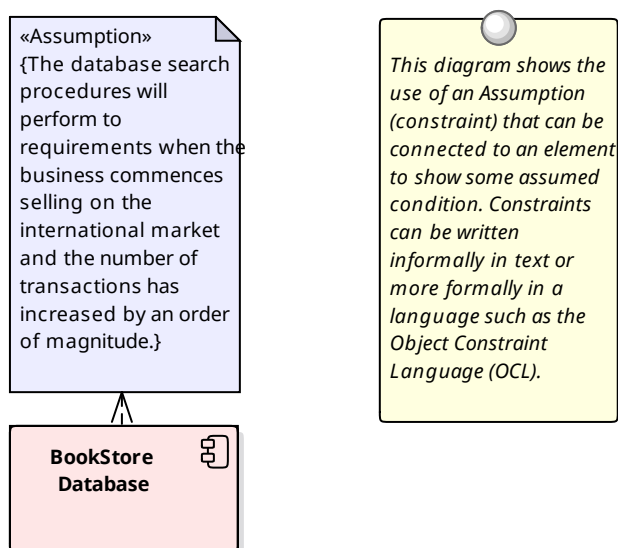 «Assumption»
{The database search
procedures will
perform to
requirements when the
business commences
selling on the
international market
and the number of
transactions has
increased by an order
of magnitude.}
BookStore
Database
This diagram shows the
use of an Assumption
(constraint) that can be
connected to an element
to show some assumed
condition. Constraints
can be written
informally in text or
more formally in a
language such as the
Object Constraint
Language (OCL).